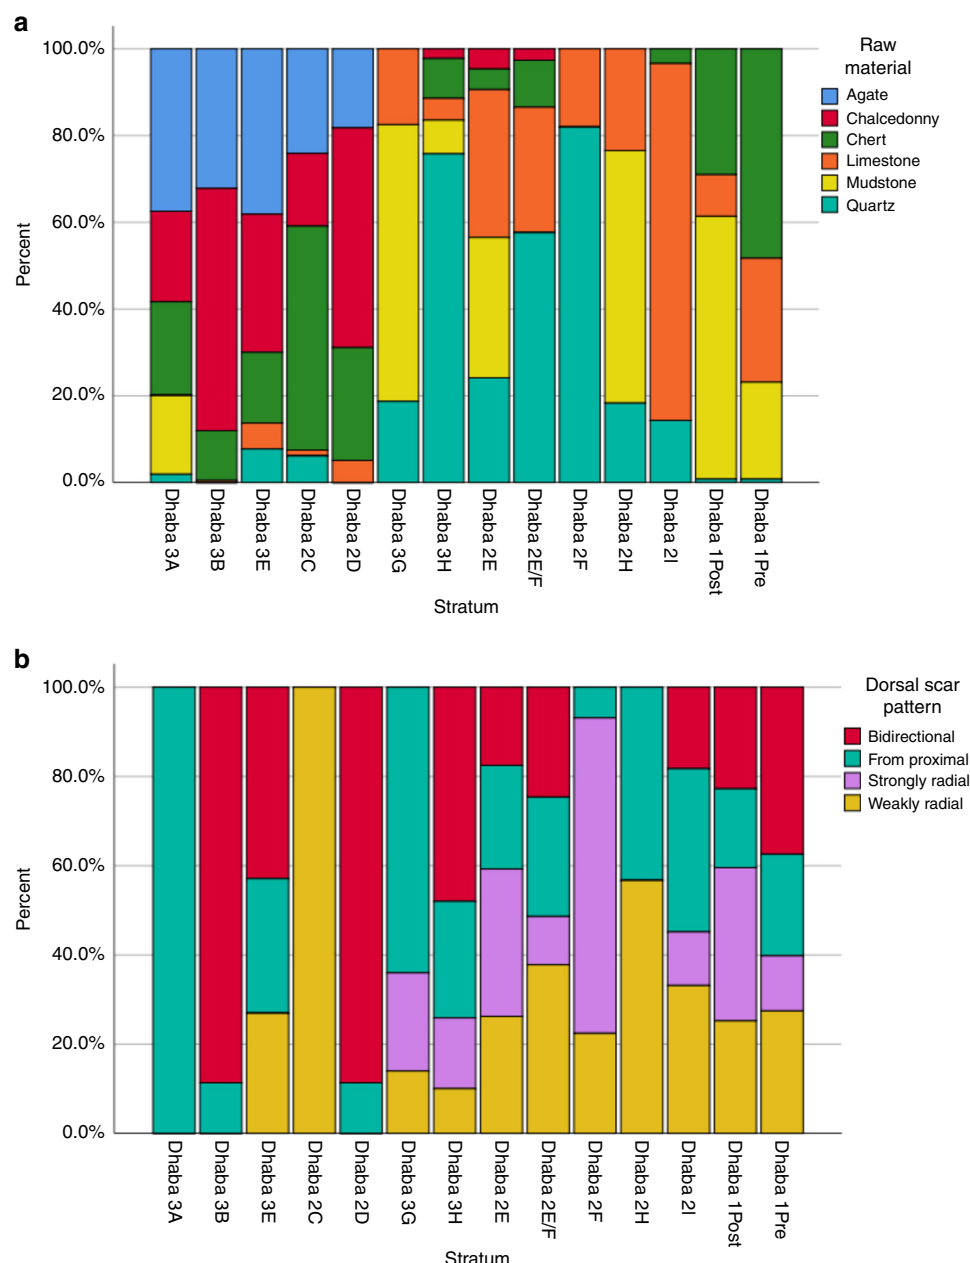 a
100.0%
80.0%
60.0%
40.0%
20.0%
0.0%
Percent
Raw
material
Agate
Chalcedonny
Chert
Limestone
Mudstone
Quartz
Dhaba 3A
Dhaba 3B
Dhaba 3E
Dhaba 2C
Dhaba 2D
Dhaba 3G
Dhaba 3H
Dhaba 2E
Dhaba 2E/F
Dhaba 2F
Dhaba 2H
Dhaba 2I
Dhaba 1Post
Dhaba 1Pre
Stratum
b
100.0%
80.0%
60.0%
40.0%
20.0%
0.0%
Percent
Dorsal scar
pattern
Bidirectional
From proximal
Strongly radial
Weakly radial
Dhaba 3A
Dhaba 3B
Dhaba 3E
Dhaba 2C
Dhaba 2D
Dhaba 3G
Dhaba 3H
Dhaba 2E
Dhaba 2E/F
Dhaba 2F
Dhaba 2H
Dhaba 2I
Dhaba 1Post
Dhaba 1Pre
Stratum